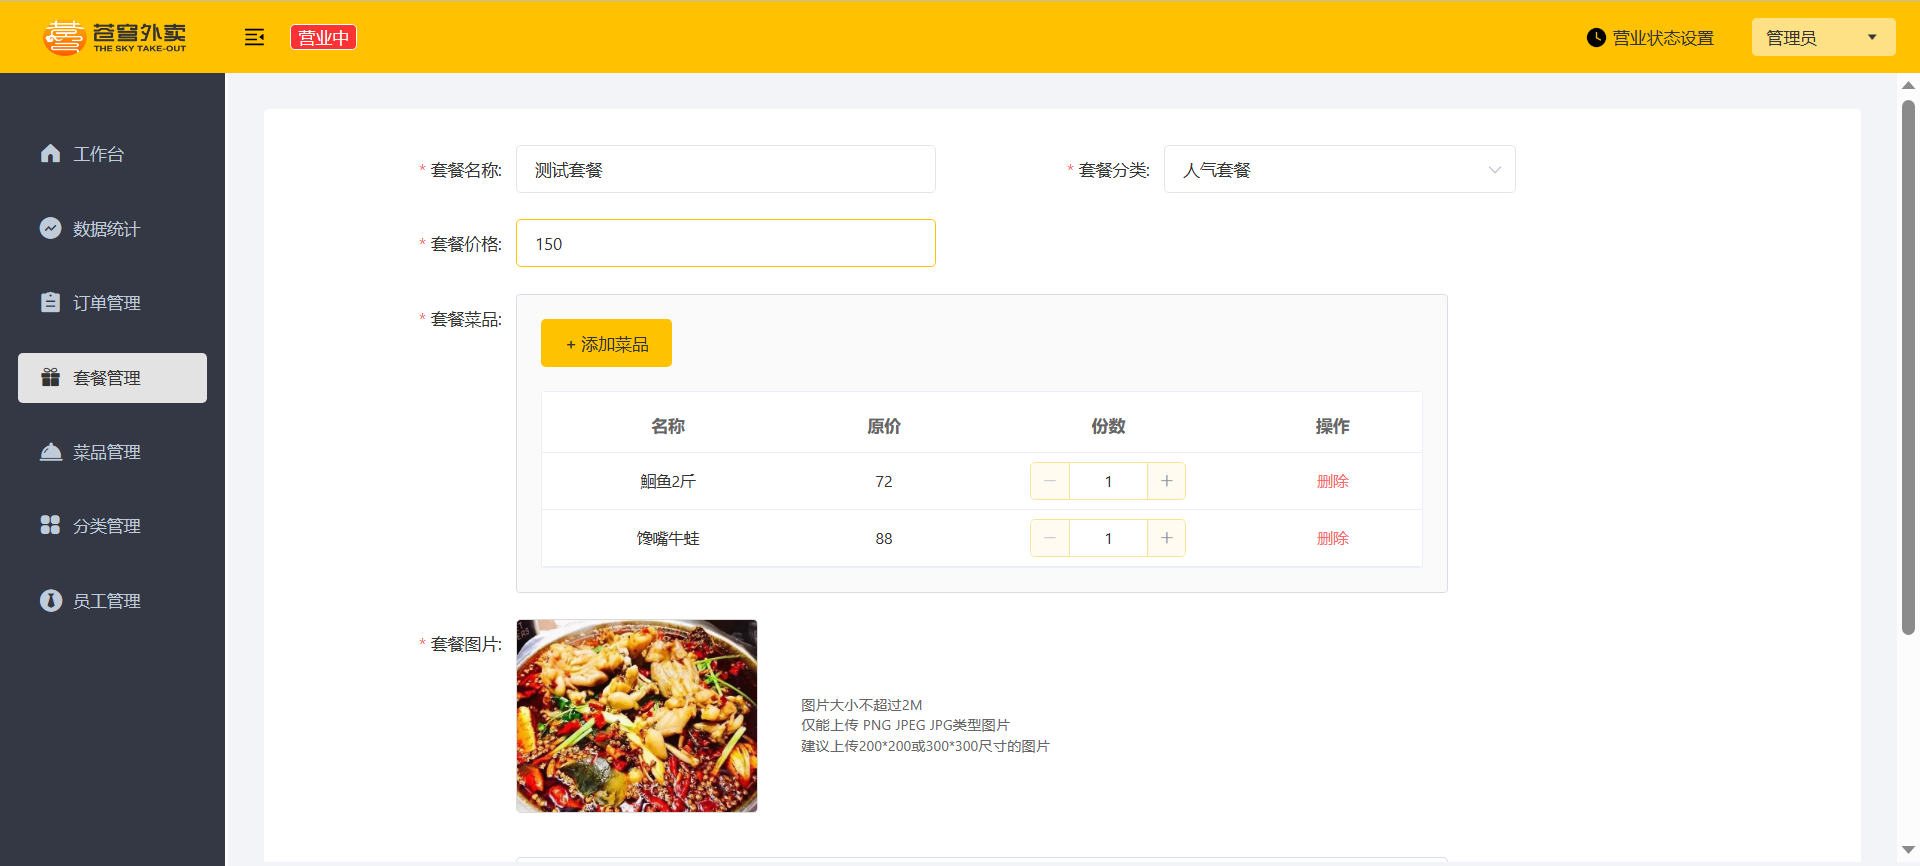 苍穹外卖
THE SKY TAKE-OUT
营业中
营业状态设置
管理员
工作台
数据统计
订单管理
套餐管理
菜品管理
分类管理
员工管理
* 套餐名称:
测试套餐
* 套餐分类:
人气套餐
* 套餐价格:
150
* 套餐菜品:
+ 添加菜品
名称 原价 份数 操作
鮰鱼2斤 72 1 删除
馋嘴牛蛙 88 1 删除
* 套餐图片:
图片大小不超过2M
仅能上传 PNG JPEG JPG类型图片
建议上传200*200或300*300尺寸的图片